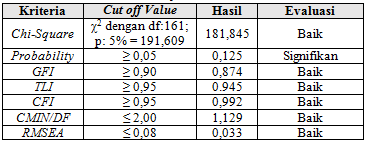 Kriteria Cut off Value Hasil Evaluasi
Chi-Square χ² dengan df:161; p: 5% = 191,609 181,845 Baik
Probability ≥ 0,05 0,125 Signifikan
GFI ≥ 0,90 0,874 Baik
TLI ≥ 0,95 0.945 Baik
CFI ≥ 0,95 0,992 Baik
CMIN/DF ≤ 2,00 1,129 Baik
RMSEA ≤ 0,08 0,033 Baik